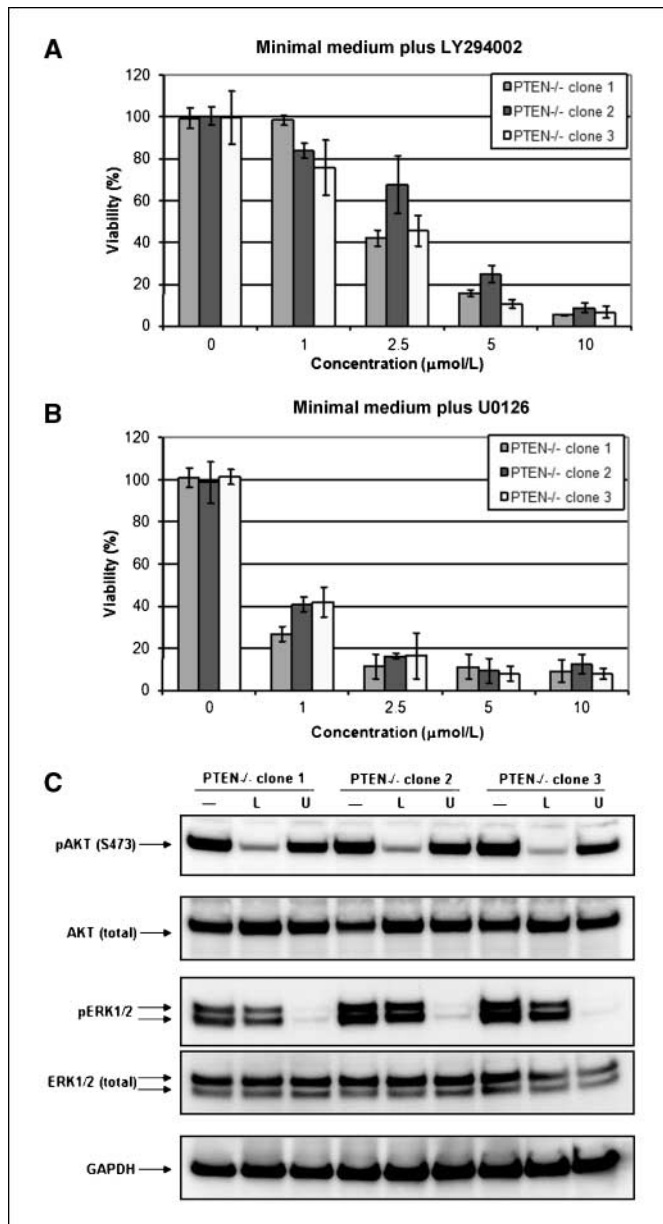 A
Minimal medium plus LY294002
PTEN-/- clone 1
PTEN-/- clone 2
PTEN-/- clone 3
Viability (%)
120
100
80
60
40
20
0
0 1 2.5 5 10
Concentration (μmol/L)
B
Minimal medium plus U0126
PTEN-/- clone 1
PTEN-/- clone 2
PTEN-/- clone 3
Viability (%)
120
100
80
60
40
20
0
0 1 2.5 5 10
Concentration (μmol/L)
C
PTEN-/- clone 1 PTEN-/- clone 2 PTEN-/- clone 3
— L U — L U — L U
pAKT (S473)
AKT (total)
pERK1/2
ERK1/2 (total)
GAPDH